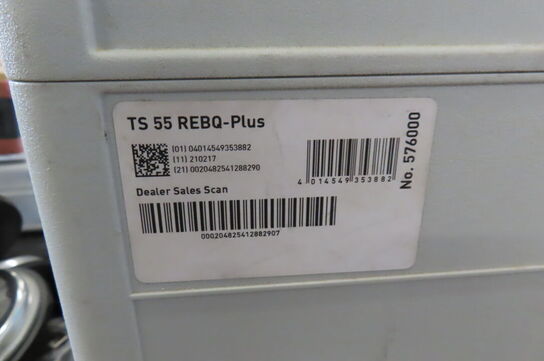 TS 55 REBQ-Plus
(01) 04014549353882
(11) 210217
(21) 0020482541288290
4 014549 353882
No. 576000
Dealer Sales Scan
000204825412882907